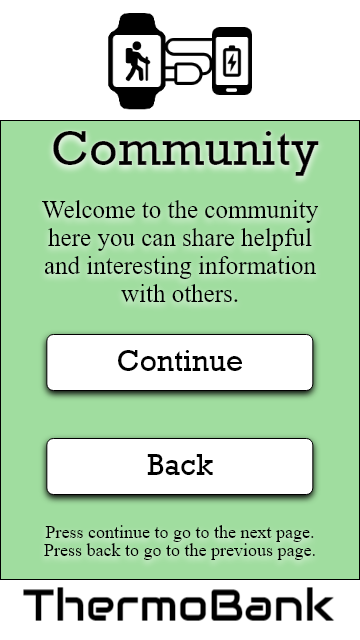 Community
Welcome to the community
here you can share helpful
and interesting information
with others.
Continue
Back
Press continue to go to the next page.
Press back to go to the previous page.
ThermoBank